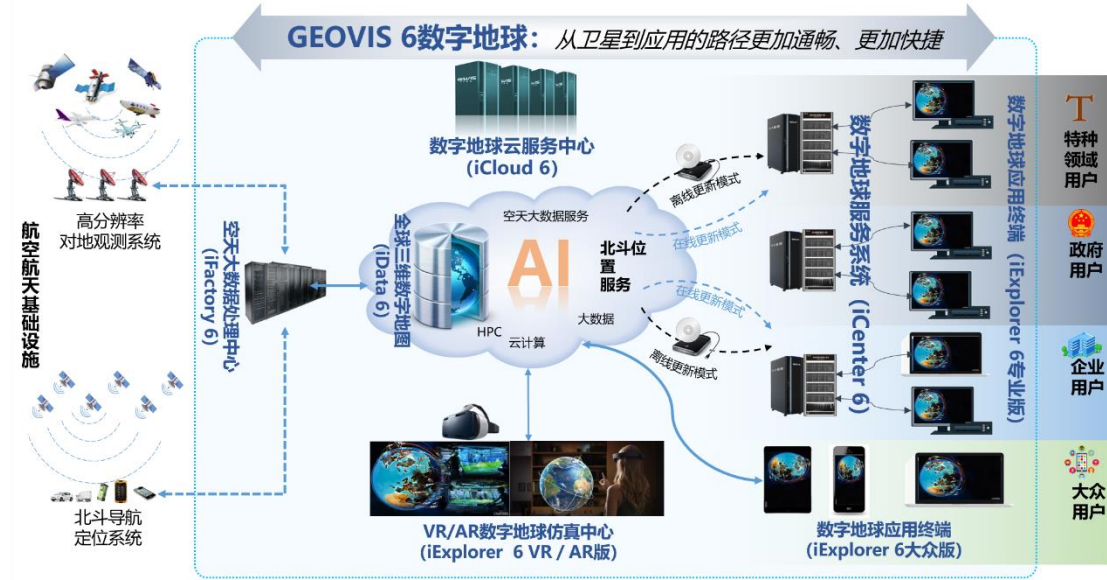 GEOVIS 6数字地球：从卫星到应用的路径更加通畅、更加快捷
航空航天基础设施
高分辨率
对地观测系统
北斗导航
定位系统
空天大数据处理中心
(iFactory 6)
数字地球云服务中心
(iCloud 6)
全球三维数字地图
(iData 6)
空天大数据服务
AI
北斗位
置
服务
大数据
HPC
云计算
离线更新模式
在线更新模式
在线更新模式
离线更新模式
数字地球服务系统（iCenter 6)
数字地球应用终端（iExplorer 6专业版）
T
特种
领域
用户
政府
用户
企业
用户
大众
用户
VR/AR数字地球仿真中心
(iExplorer 6 VR / AR版)
数字地球应用终端
(iExplorer 6大众版)